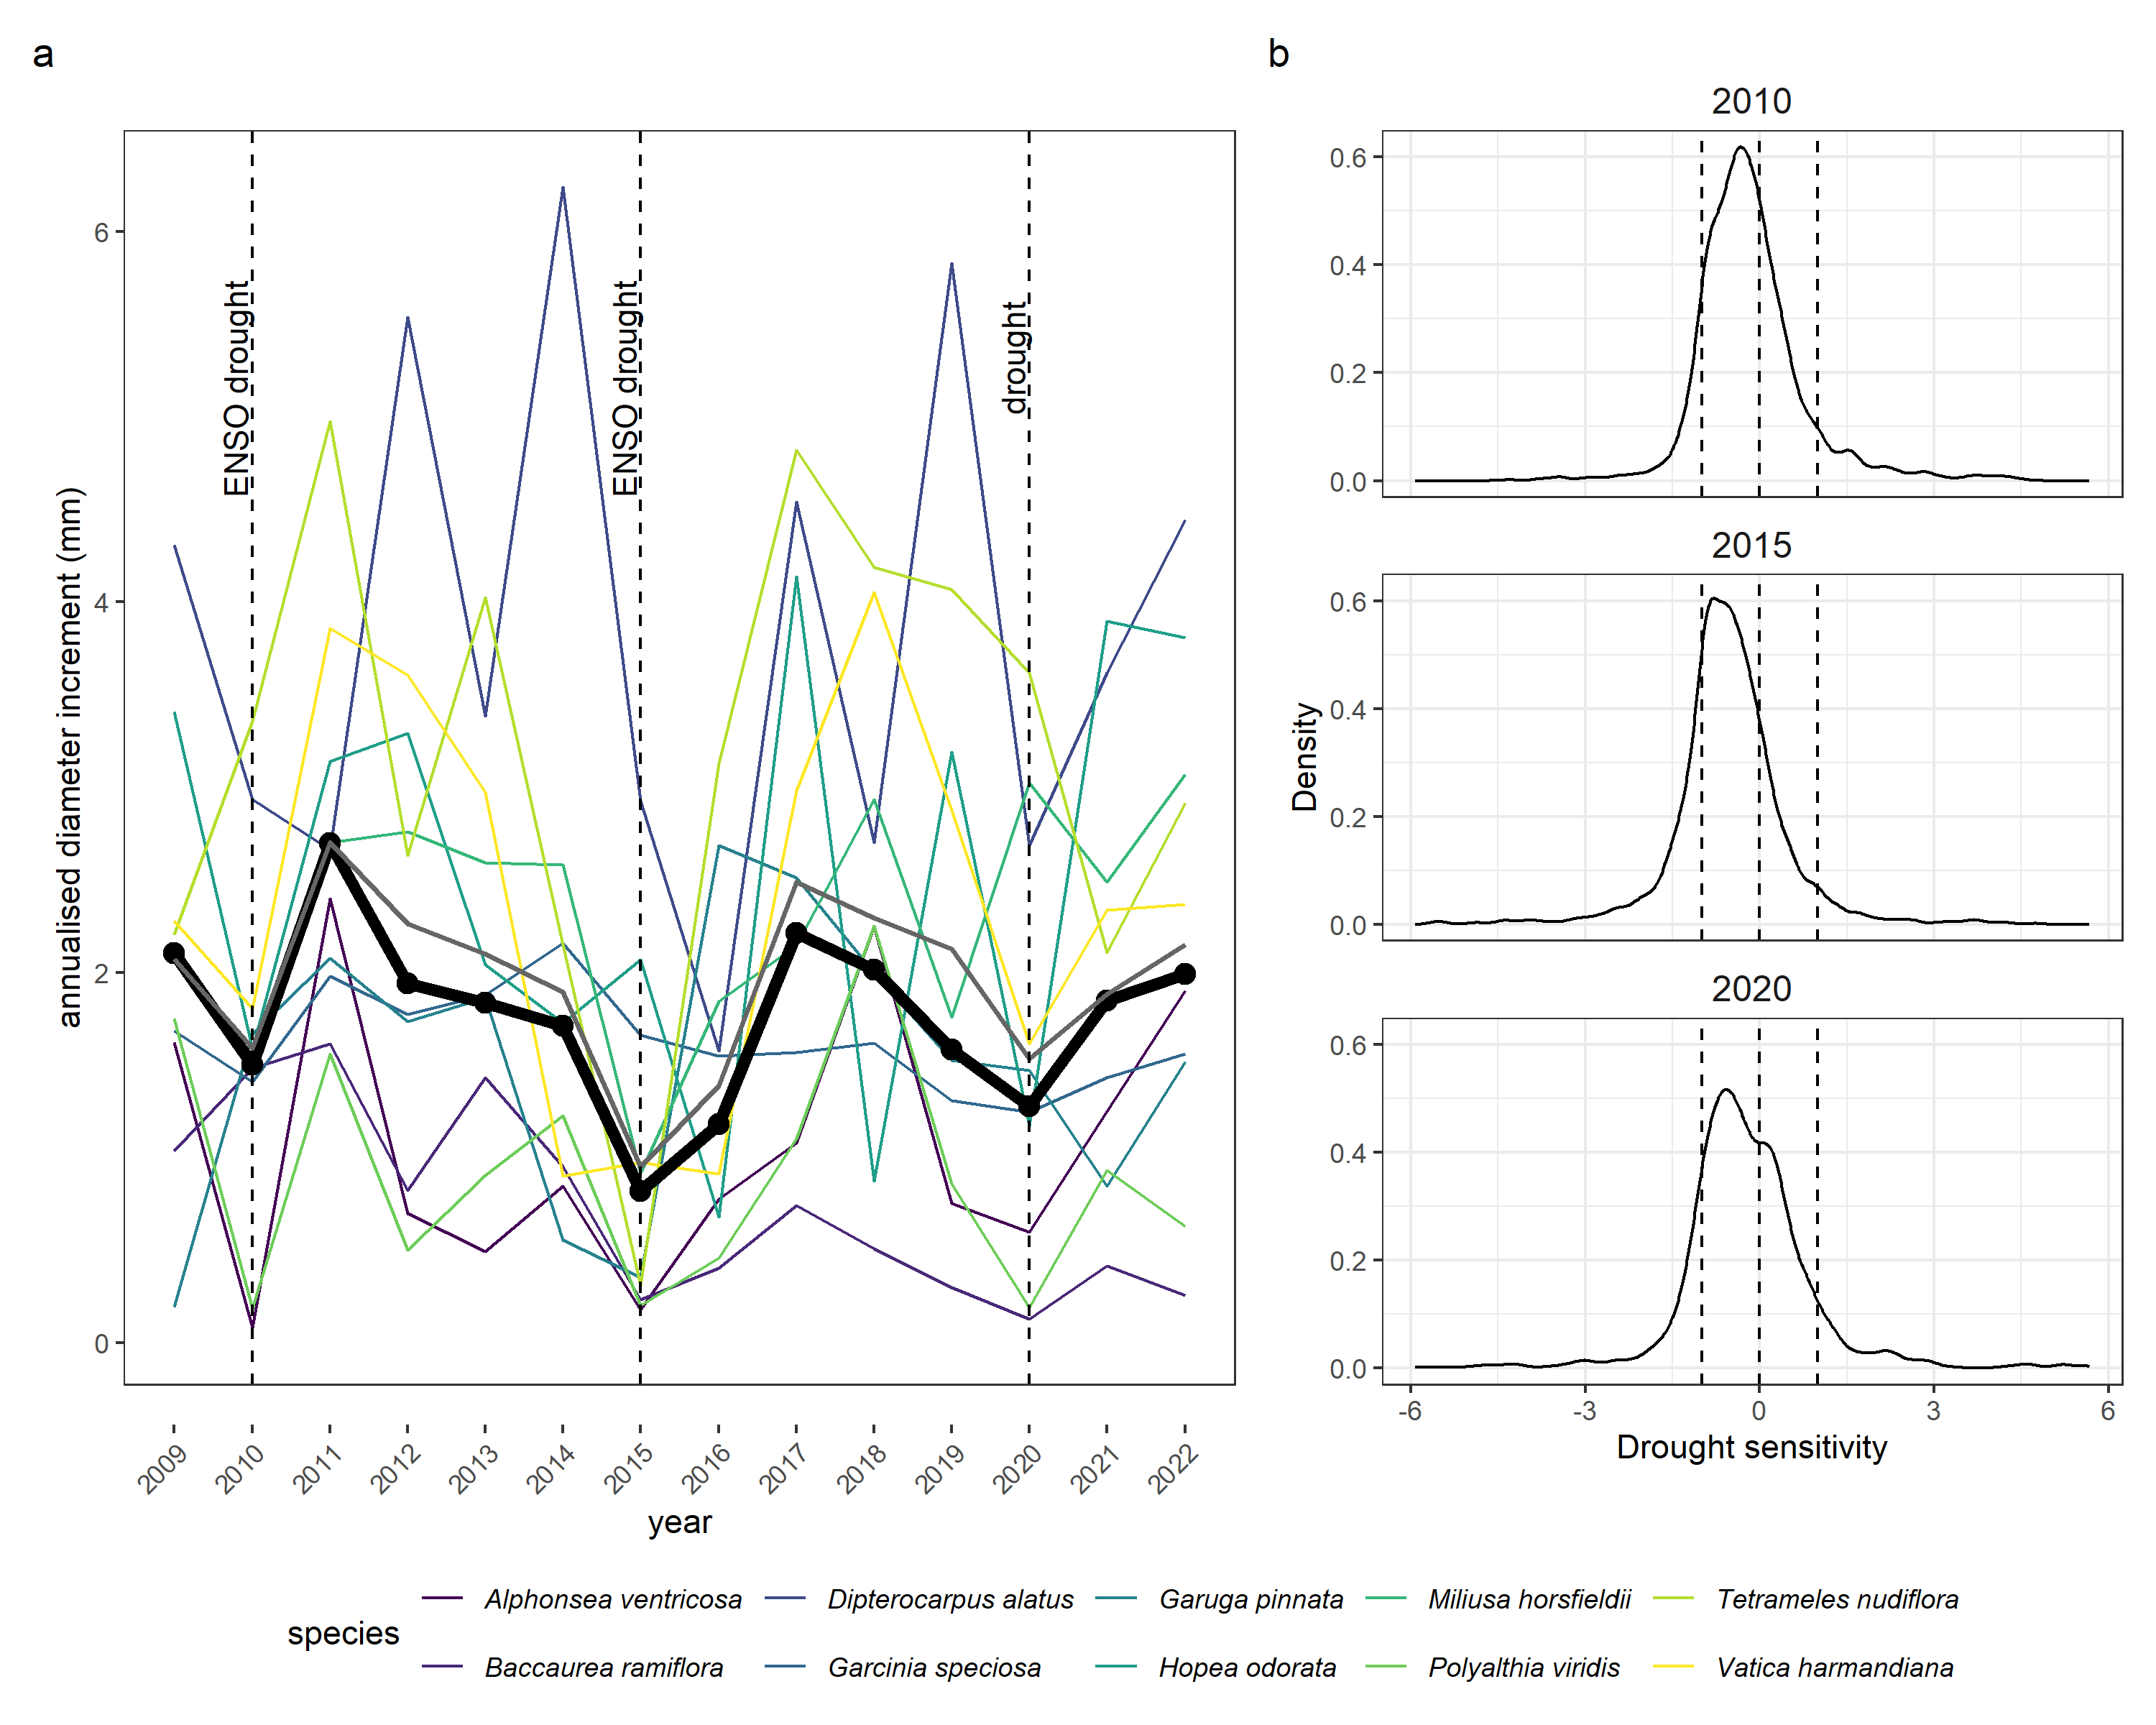 a
annualised diameter increment (mm)
6
4
2
0
ENSO drought
ENSO drought
drought
2009
2010
2011
2012
2013
2014
2015
2016
2017
2018
2019
2020
2021
2022
year
b
Density
2010
0.6
0.4
0.2
0.0
2015
0.6
0.4
0.2
0.0
2020
0.6
0.4
0.2
0.0
-6
-3
0
3
6
Drought sensitivity
species
Alphonsea ventricosa
Dipterocarpus alatus
Garuga pinnata
Miliusa horsfieldii
Tetrameles nudiflora
Baccaurea ramiflora
Garcinia speciosa
Hopea odorata
Polyalthia viridis
Vatica harmandiana